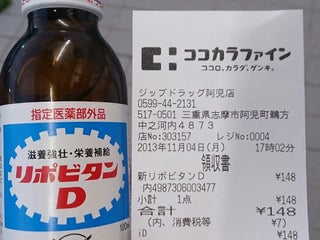 指定医薬部外品
滋養強壮・栄養補給
リポビタン
D
ココカラファイン
ココロ、カラダ、ゲンキ。
ジップドラッグ阿児店
0599-44-2131
517-0501 三重県志摩市阿児町鵜方
中之河内4873
店No:303157 レジNo:0004
2013年11月04日(月) 17時02分
領収書
新リポビタンD ¥148
内4987306003477
小計 1点 ¥148
合計 ¥148
(内、消費税等 ¥7)
iD ¥148